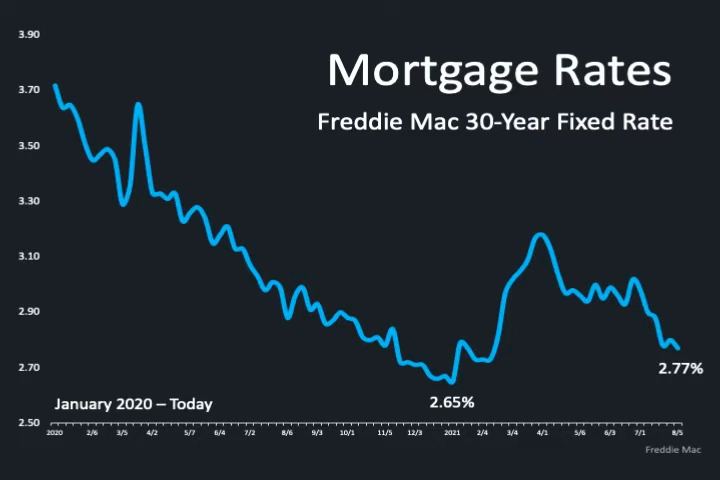 Mortgage Rates
Freddie Mac 30-Year Fixed Rate
3.90
3.70
3.50
3.30
3.10
2.90
2.70
2.50
2.77%
2.65%
January 2020 – Today
2020 2/6 3/5 4/2 5/7 6/4 7/2 8/6 9/3 10/1 11/5 12/3 2021 2/4 3/4 4/1 5/6 6/3 7/1 8/5
Freddie Mac